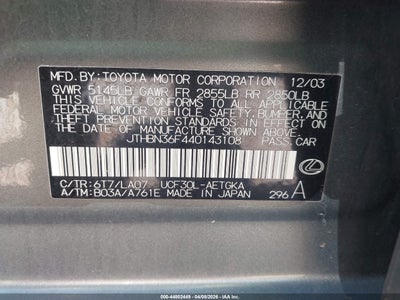 MFD.BY:TOYOTA MOTOR CORPORATION 12/03
GVWR 5145LB GAWR FR 2855LB RR 2850LB
THIS VEHICLE CONFORMS TO ALL APPLICABLE
FEDERAL MOTOR VEHICLE SAFETY, BUMPER, AND
THEFT PREVENTION STANDARDS IN EFFECT ON
THE DATE OF MANUFACTURE SHOWN ABOVE.
JTHBN36F440143108 PASS.CAR
C/TR:6T7/LA07 UCF30L-AETGKA
A/TM:B03A/A761E MADE IN JAPAN 296 A
000-44802449 - 04/08/2026 -